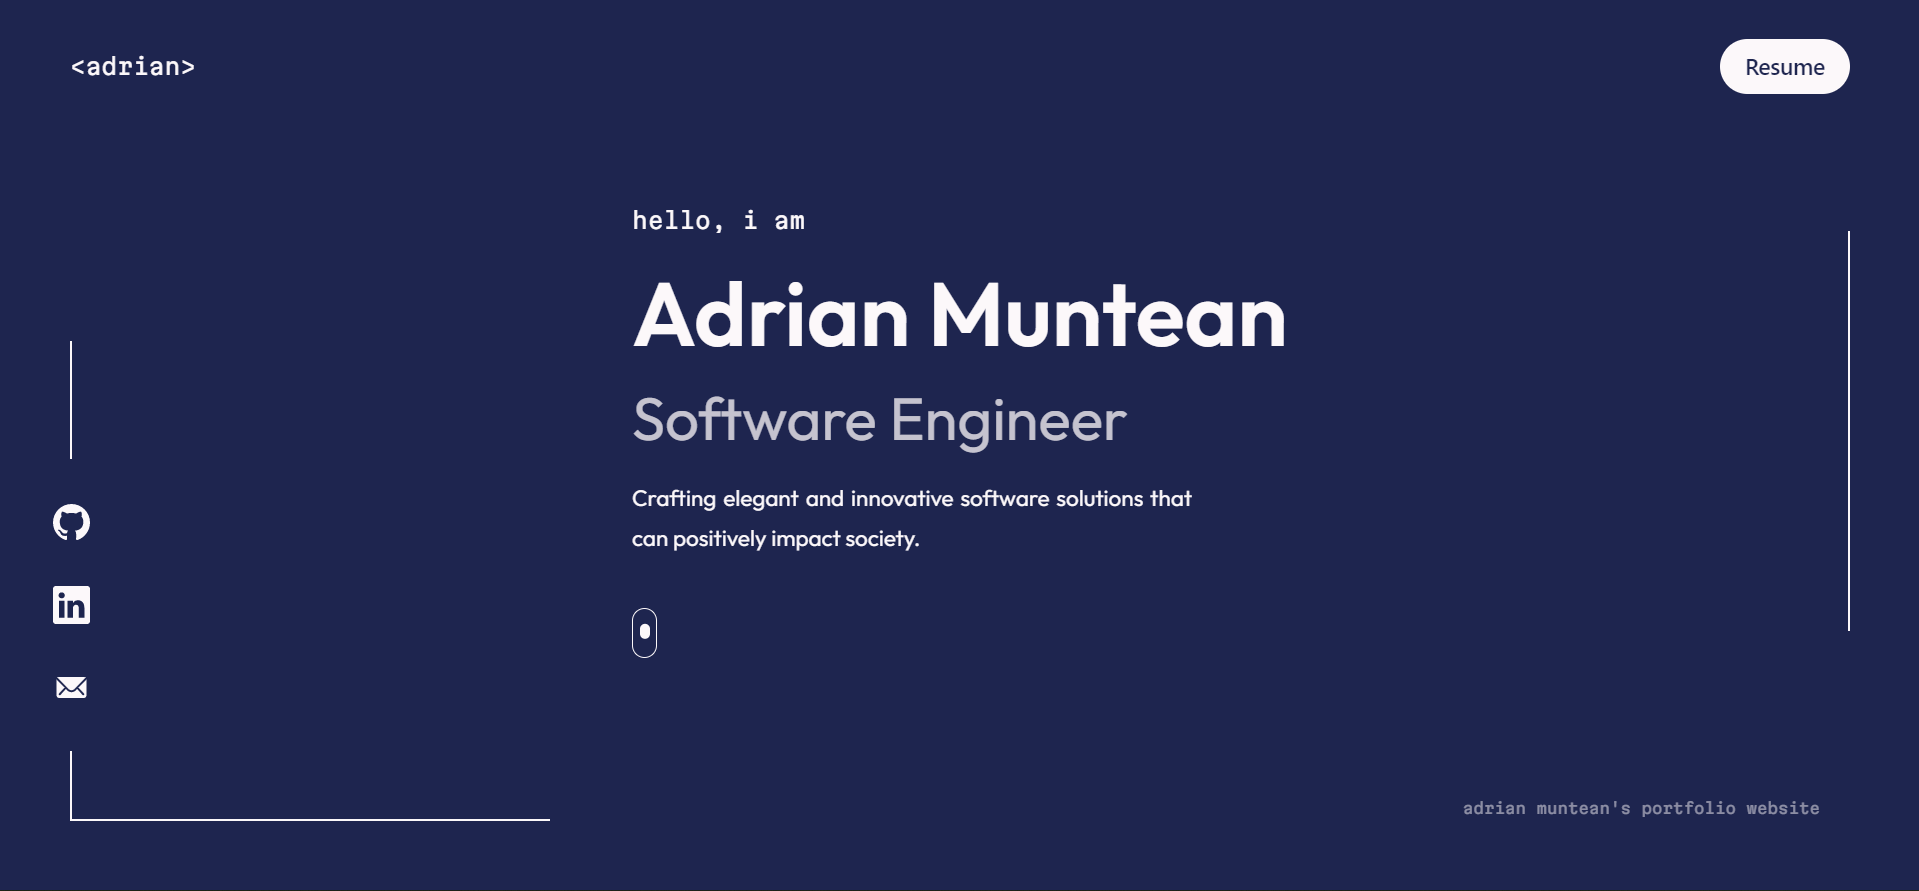 <adrian>
Resume
hello, i am
Adrian Muntean
Software Engineer
Crafting elegant and innovative software solutions that
can positively impact society.
in
adrian muntean's portfolio website